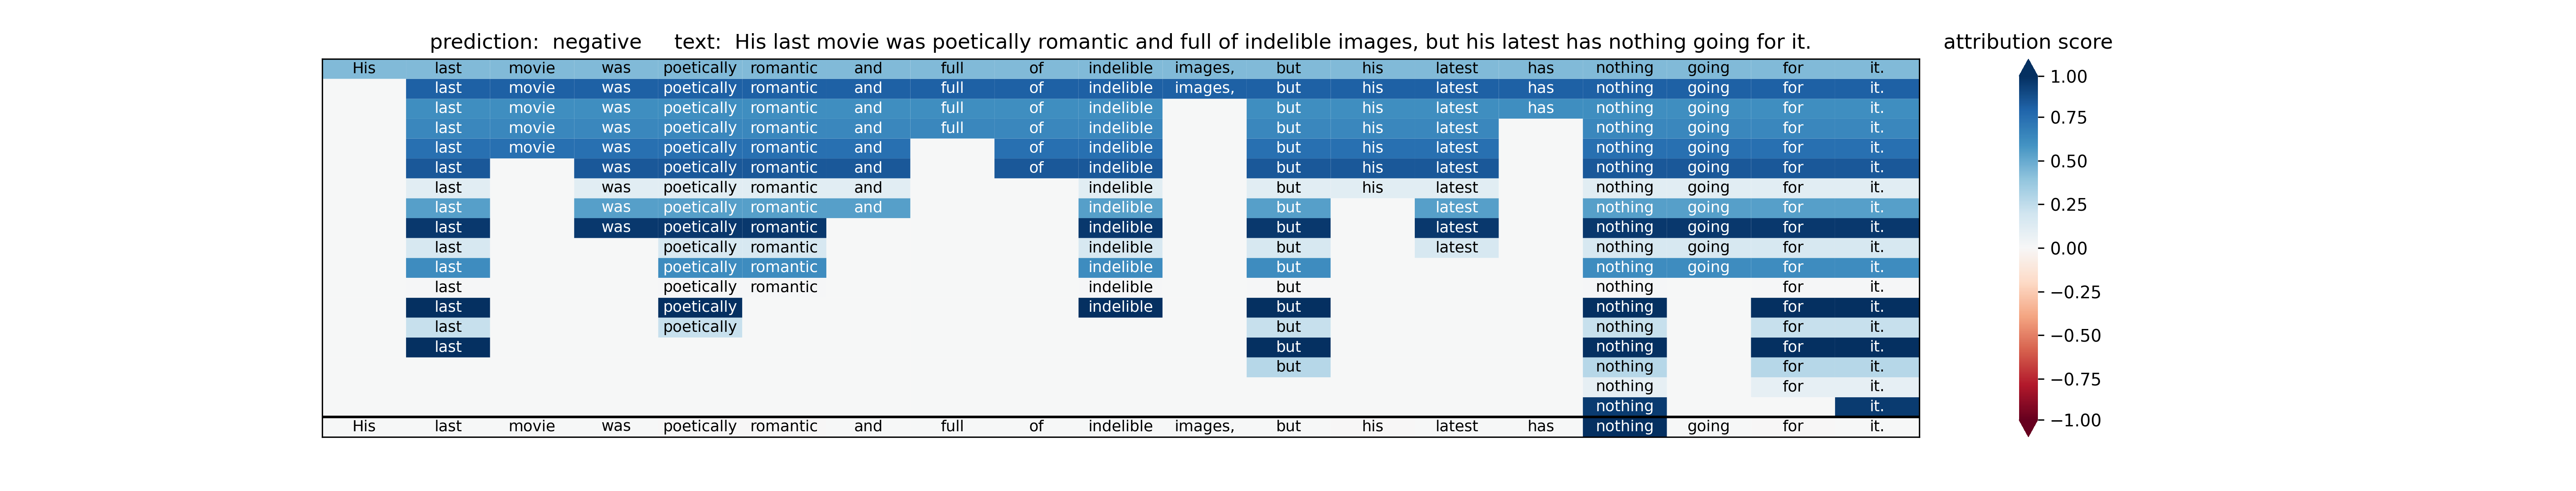 prediction: negative text: His last movie was poetically romantic and full of indelible images, but his latest has nothing going for it. attribution score
His last movie was poetically romantic and full of indelible images, but his latest has nothing going for it.
last movie was poetically romantic and full of indelible images, but his latest has nothing going for it.
last movie was poetically romantic and full of indelible but his latest has nothing going for it.
last movie was poetically romantic and full of indelible but his latest nothing going for it.
last movie was poetically romantic and of indelible but his latest nothing going for it.
last was poetically romantic and of indelible but his latest nothing going for it.
last was poetically romantic and indelible but his latest nothing going for it.
last was poetically romantic and indelible but latest nothing going for it.
last was poetically romantic indelible but latest nothing going for it.
last poetically romantic indelible but latest nothing going for it.
last poetically romantic indelible but nothing going for it.
last poetically romantic indelible but nothing for it.
last poetically indelible but nothing for it.
last poetically but nothing for it.
last but nothing for it.
but nothing for it.
nothing for it.
nothing it.
His last movie was poetically romantic and full of indelible images, but his latest has nothing going for it.
1.00
0.75
0.50
0.25
0.00
−0.25
−0.50
−0.75
−1.00